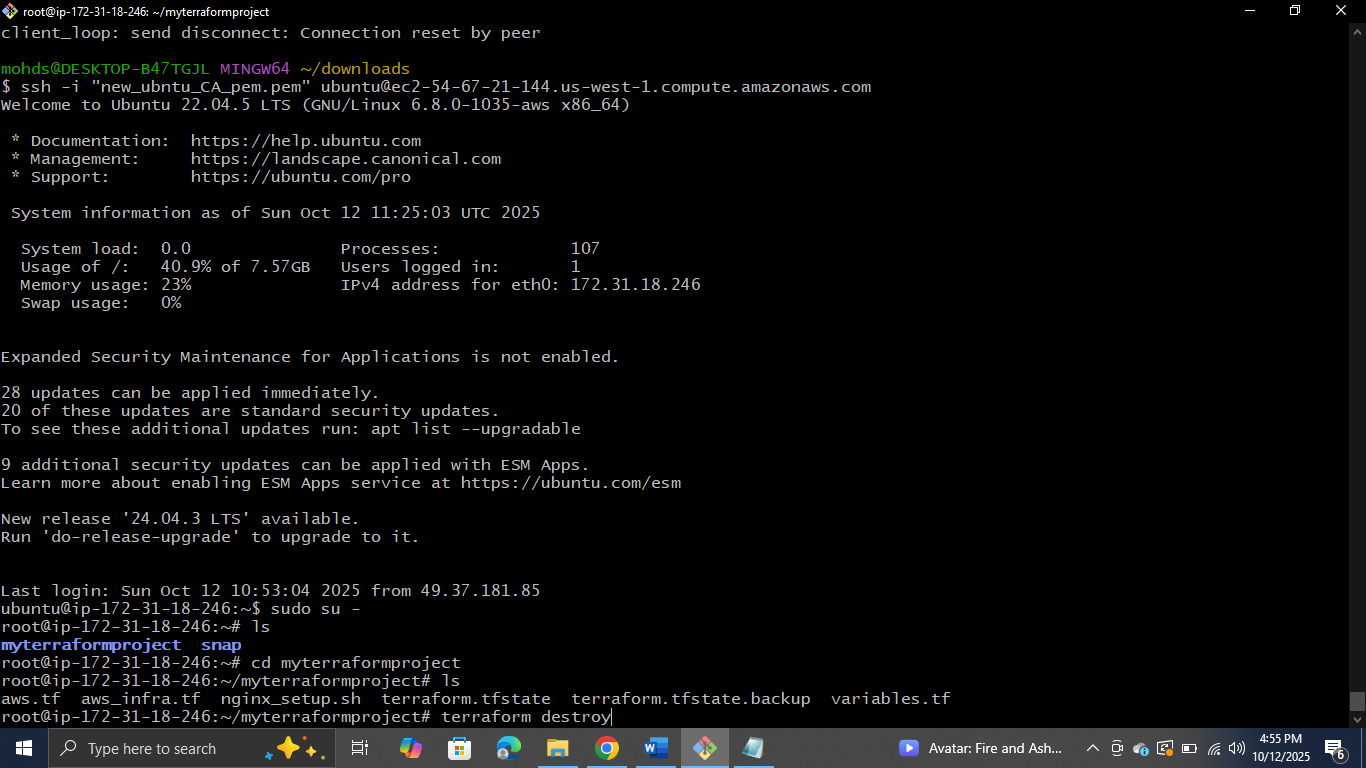 root@ip-172-31-18-246: ~/myterraformproject
client_loop: send disconnect: Connection reset by peer
mohds@DESKTOP-B47TGJL MINGW64 ~/downloads
$ ssh -i "new_ubntu_CA_pem.pem" ubuntu@ec2-54-67-21-144.us-west-1.compute.amazonaws.com
Welcome to Ubuntu 22.04.5 LTS (GNU/Linux 6.8.0-1035-aws x86_64)
* Documentation:  https://help.ubuntu.com
* Management:     https://landscape.canonical.com
* Support:        https://ubuntu.com/pro
System information as of Sun Oct 12 11:25:03 UTC 2025
System load:  0.0                Processes:             107
Usage of /:   40.9% of 7.57GB   Users logged in:       1
Memory usage: 23%                IPv4 address for eth0: 172.31.18.246
Swap usage:   0%
Expanded Security Maintenance for Applications is not enabled.
28 updates can be applied immediately.
20 of these updates are standard security updates.
To see these additional updates run: apt list --upgradable
9 additional security updates can be applied with ESM Apps.
Learn more about enabling ESM Apps service at https://ubuntu.com/esm
New release '24.04.3 LTS' available.
Run 'do-release-upgrade' to upgrade to it.
Last login: Sun Oct 12 10:53:04 2025 from 49.37.181.85
ubuntu@ip-172-31-18-246:~$ sudo su -
root@ip-172-31-18-246:~# ls
myterraformproject  snap
root@ip-172-31-18-246:~# cd myterraformproject
root@ip-172-31-18-246:~/myterraformproject# ls
aws.tf  aws_infra.tf  nginx_setup.sh  terraform.tfstate  terraform.tfstate.backup  variables.tf
root@ip-172-31-18-246:~/myterraformproject# terraform destroy
Type here to search
Avatar: Fire and Ash...
4:55 PM
10/12/2025
6